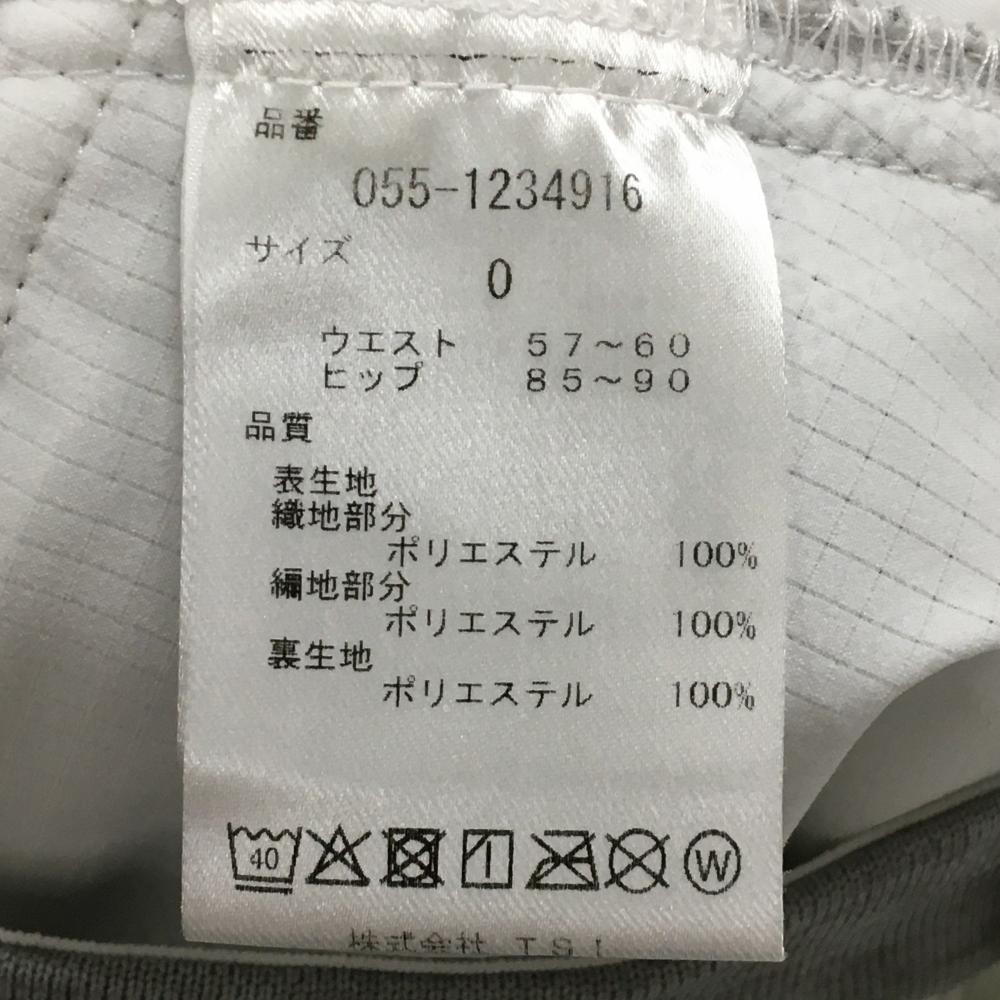 品番
055-1234916
サイズ
0
ウエスト 57~60
ヒップ 85~90
品質
表生地
織地部分
ポリエステル 100%
編地部分
ポリエステル 100%
裏生地
ポリエステル 100%
40 W
株式会社 TSI